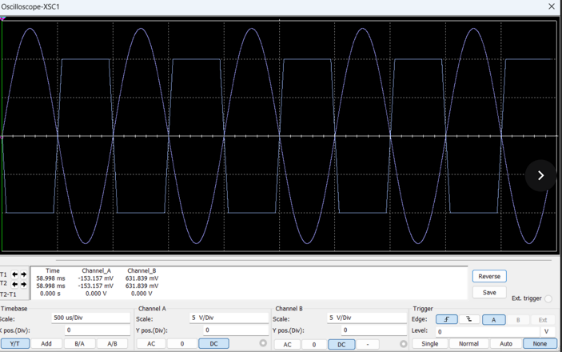 Oscilloscope-XSC1
Time Channel_A Channel_B
T1 58.998 ms -153.157 mV 631.839 mV
T2 58.998 ms -153.157 mV 631.839 mV
T2-T1 0.000 s 0.000 V 0.000 V
Reverse
Save
Ext. trigger
Timebase
Scale: 500 us/Div
X pos.(Div): 0
Y/T Add B/A A/B
Channel A
Scale: 5 V/Div
Y pos.(Div): 0
AC 0 DC
Channel B
Scale: 5 V/Div
Y pos.(Div): 0
AC 0 DC -
Trigger
Edge: A B Ext
Level: 0 V
Single Normal Auto None